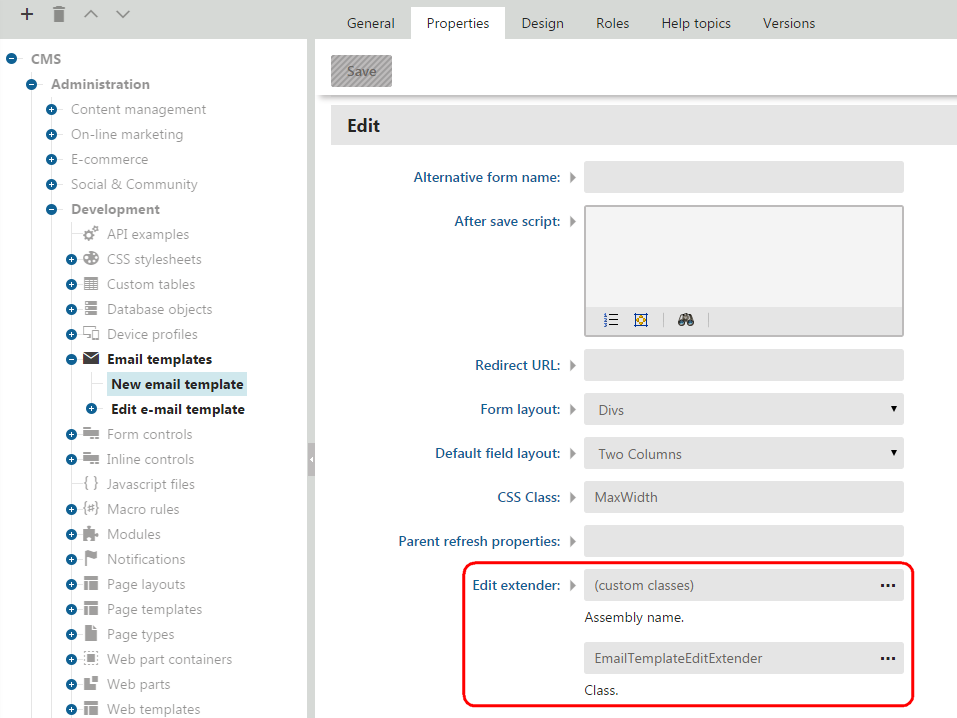 General Properties Design Roles Help topics Versions
Save
Edit
CMS
Administration
Content management
On-line marketing
E-commerce
Social & Community
Development
API examples
CSS stylesheets
Custom tables
Database objects
Device profiles
Email templates
New email template
Edit e-mail template
Form controls
Inline controls
Javascript files
Macro rules
Modules
Notifications
Page layouts
Page templates
Page types
Web part containers
Web parts
Web templates
Alternative form name:
After save script:
Redirect URL:
Form layout: Divs
Default field layout: Two Columns
CSS Class: MaxWidth
Parent refresh properties:
Edit extender: (custom classes) ...
Assembly name.
EmailTemplateEditExtender ...
Class.